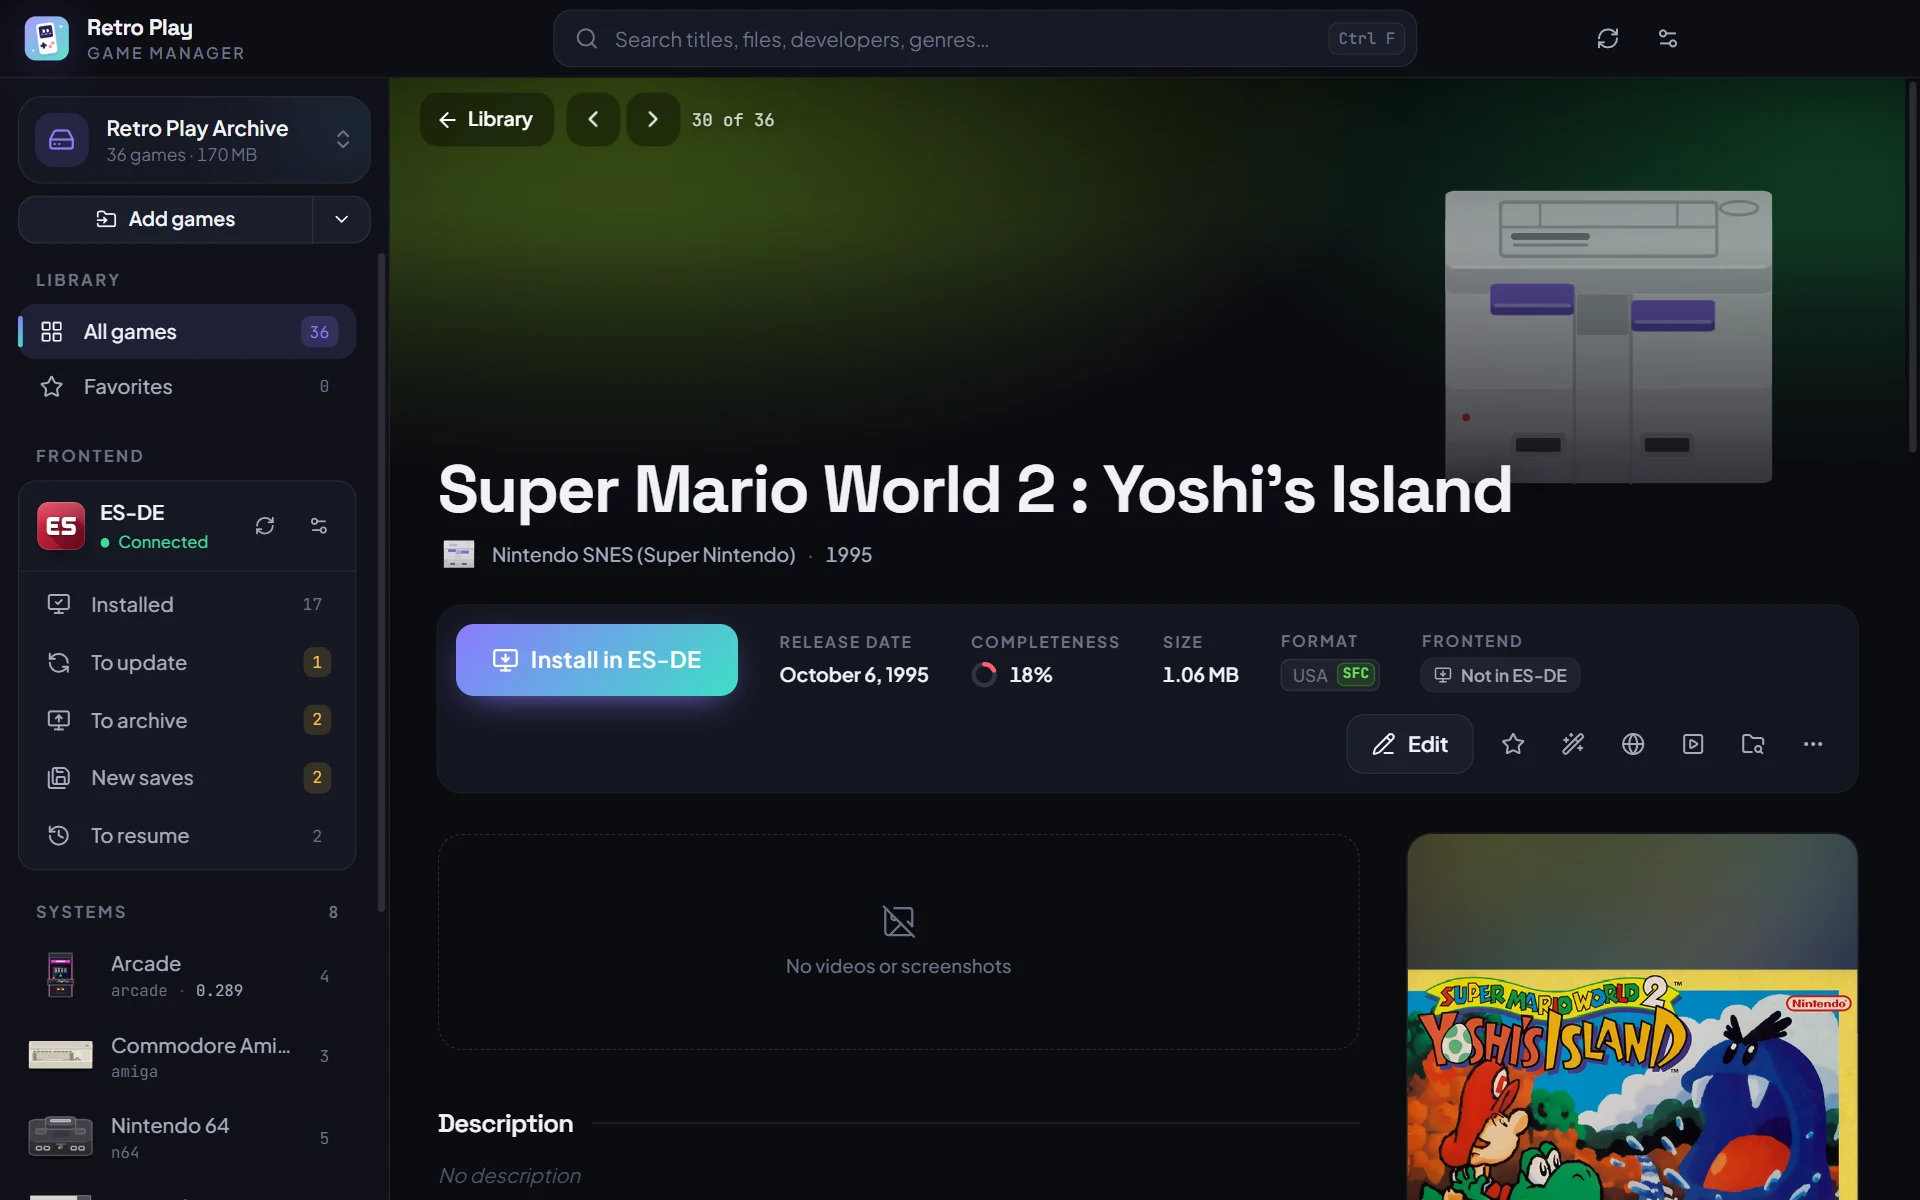 Retro Play
GAME MANAGER
Search titles, files, developers, genres...
Ctrl F
Retro Play Archive
36 games · 170 MB
Add games
LIBRARY
All games 36
Favorites 0
FRONTEND
ES
ES-DE
Connected
Installed 17
To update 1
To archive 2
New saves 2
To resume 2
SYSTEMS 8
Arcade
arcade · 0.289
4
Commodore Ami...
amiga
3
Nintendo 64
n64
5
Library
30 of 36
Super Mario World 2 : Yoshi's Island
Nintendo SNES (Super Nintendo) · 1995
Install in ES-DE
RELEASE DATE
October 6, 1995
COMPLETENESS
18%
SIZE
1.06 MB
FORMAT
USA SFC
FRONTEND
Not in ES-DE
Edit
No videos or screenshots
Description
No description
SUPER MARIO WORLD 2™
YOSHI'S ISLAND™
Nintendo®